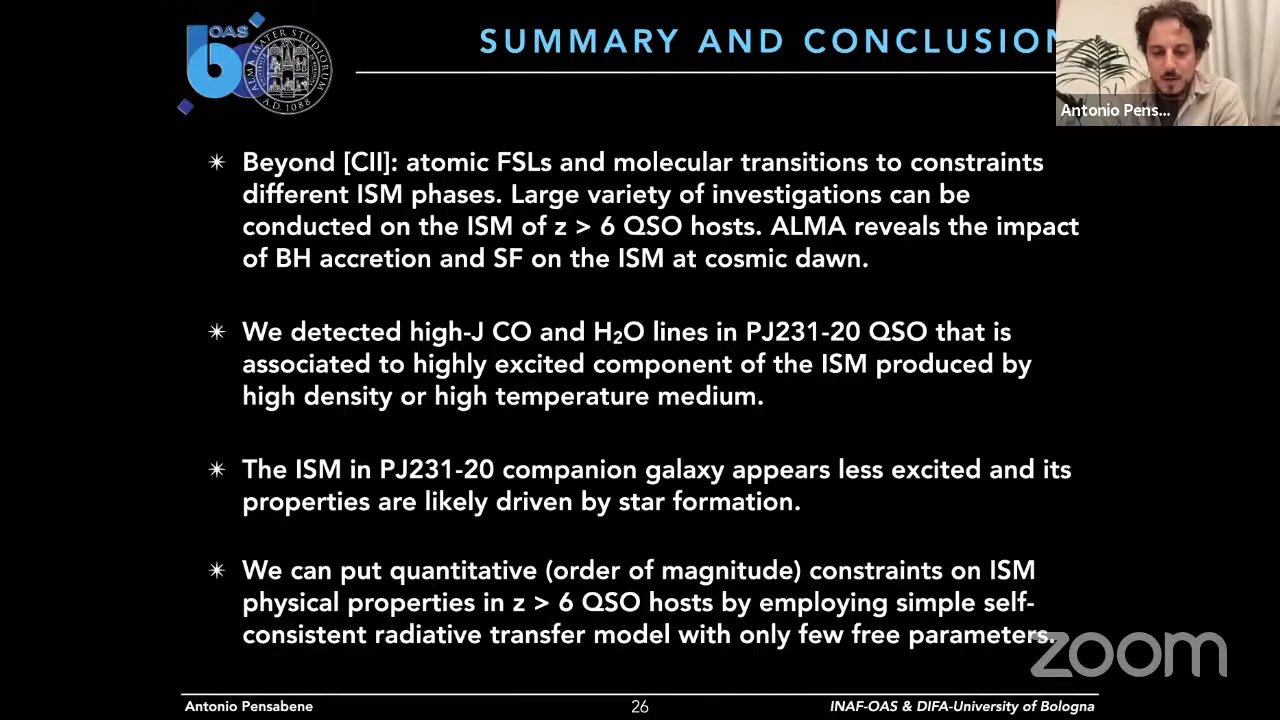 OAS
ALMA MATER STUDIORUM
A.D. 1088
SUMMARY AND CONCLUSION
Antonio Pens...
✴ Beyond [CII]: atomic FSLs and molecular transitions to constraints
different ISM phases. Large variety of investigations can be
conducted on the ISM of z > 6 QSO hosts. ALMA reveals the impact
of BH accretion and SF on the ISM at cosmic dawn.
✴ We detected high-J CO and H₂O lines in PJ231-20 QSO that is
associated to highly excited component of the ISM produced by
high density or high temperature medium.
✴ The ISM in PJ231-20 companion galaxy appears less excited and its
properties are likely driven by star formation.
✴ We can put quantitative (order of magnitude) constraints on ISM
physical properties in z > 6 QSO hosts by employing simple self-
consistent radiative transfer model with only few free parameters.
zoom
Antonio Pensabene
26
INAF-OAS & DIFA-University of Bologna